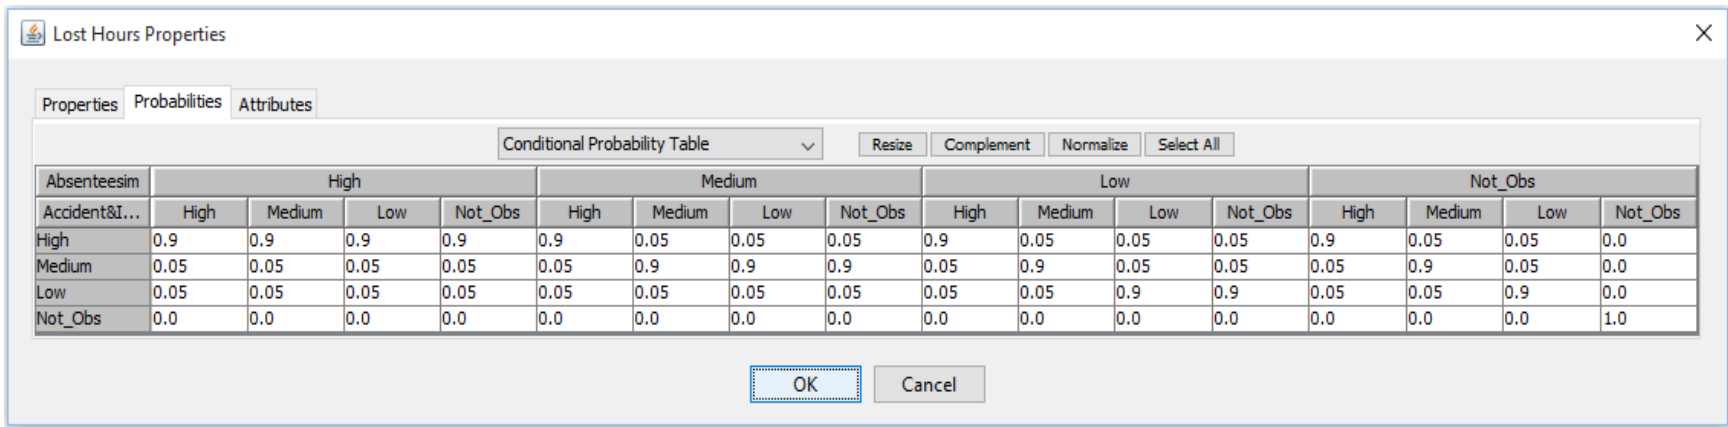 Lost Hours Properties
Properties Probabilities Attributes
Conditional Probability Table Resize Complement Normalize Select All
Absenteesim High Medium Low Not_Obs
Accident&I... High Medium Low Not_Obs High Medium Low Not_Obs High Medium Low Not_Obs High Medium Low Not_Obs
High 0.9 0.9 0.9 0.9 0.9 0.05 0.05 0.05 0.9 0.05 0.05 0.05 0.9 0.05 0.05 0.0
Medium 0.05 0.05 0.05 0.05 0.05 0.9 0.9 0.9 0.05 0.9 0.05 0.05 0.05 0.9 0.05 0.0
Low 0.05 0.05 0.05 0.05 0.05 0.05 0.05 0.05 0.05 0.05 0.9 0.9 0.05 0.05 0.9 0.0
Not_Obs 0.0 0.0 0.0 0.0 0.0 0.0 0.0 0.0 0.0 0.0 0.0 0.0 0.0 0.0 0.0 1.0
OK Cancel